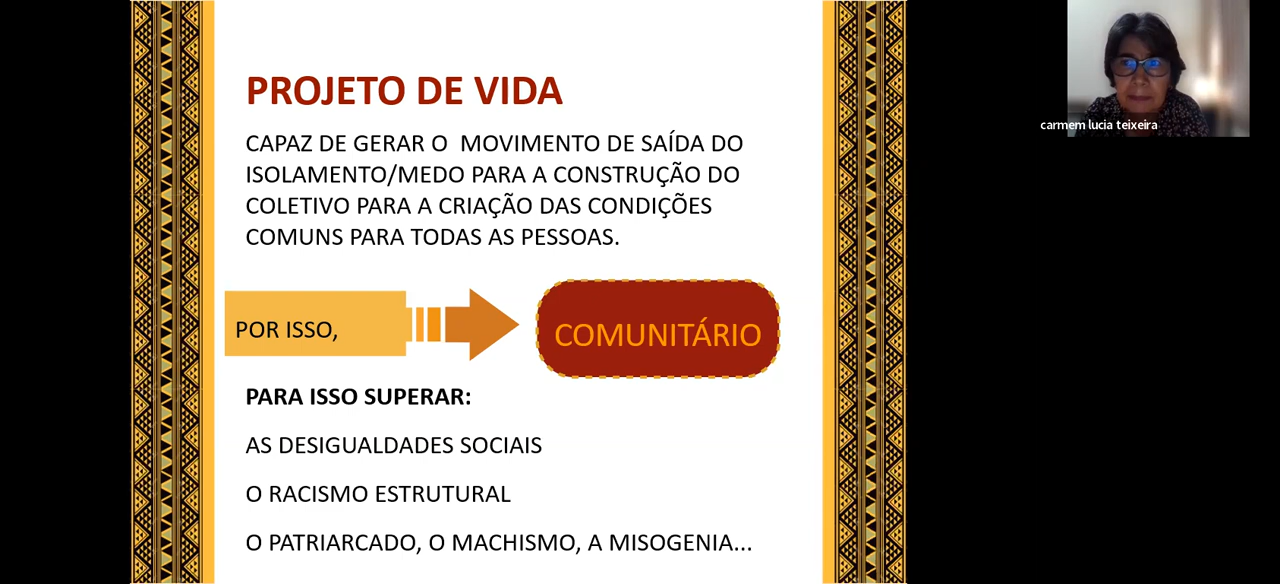 PROJETO DE VIDA
CAPAZ DE GERAR O MOVIMENTO DE SAÍDA DO
ISOLAMENTO/MEDO PARA A CONSTRUÇÃO DO
COLETIVO PARA A CRIAÇÃO DAS CONDIÇÕES
COMUNS PARA TODAS AS PESSOAS.
POR ISSO,
COMUNITÁRIO
PARA ISSO SUPERAR:
AS DESIGUALDADES SOCIAIS
O RACISMO ESTRUTURAL
O PATRIARCADO, O MACHISMO, A MISOGENIA...
carmem lucia teixeira